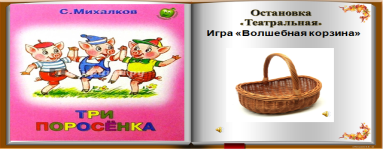 С.Михалков
ТРИ
ПОРОСЁНКА
Остановка
«Театральная»
Игра «Волшебная корзина»